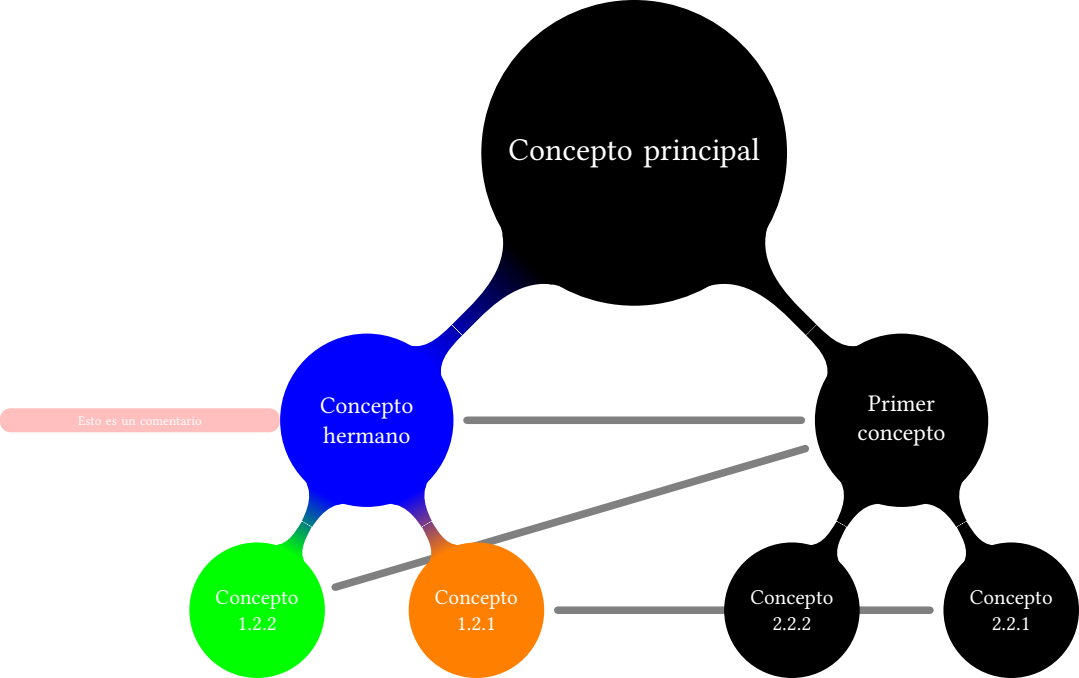 Concepto principal
Concepto
hermano
Primer
concepto
Esto es un comentario
Concepto
1.2.2
Concepto
1.2.1
Concepto
2.2.2
Concepto
2.2.1